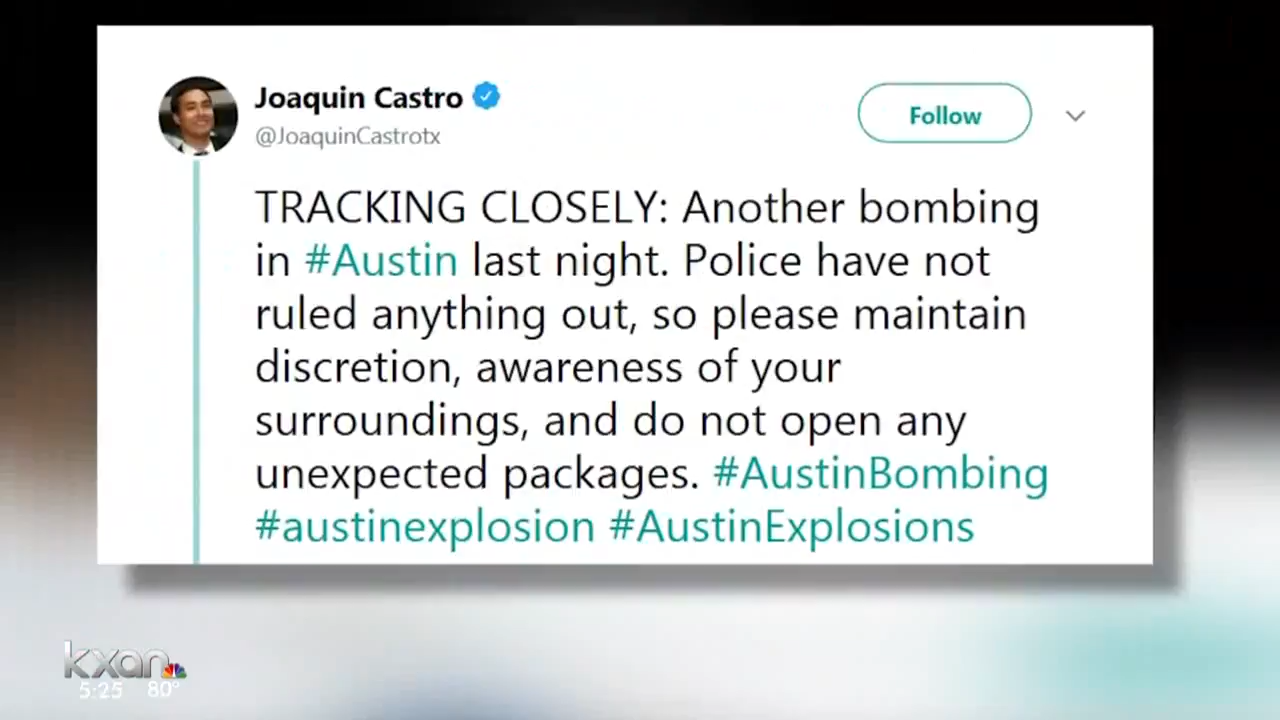 Joaquin Castro
@JoaquinCastrotx
Follow
TRACKING CLOSELY: Another bombing
in #Austin last night. Police have not
ruled anything out, so please maintain
discretion, awareness of your
surroundings, and do not open any
unexpected packages. #AustinBombing
#austinexplosion #AustinExplosions
kxan
5:25 80°